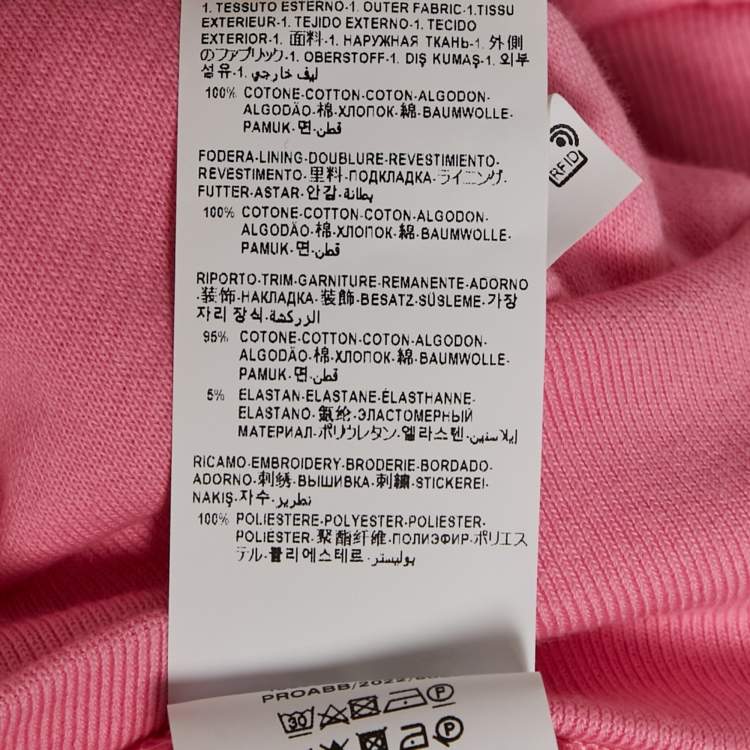 1. TESSUTO ESTERNO-1. OUTER FABRIC-1.TISSU
EXTERIEUR-1. TEJIDO EXTERNO-1. TECIDO
EXTERIOR-1. 面料-1. НАРУЖНАЯ ТКАНЬ-1. 外側
のファブリック-1. OBERSTOFF-1. DIŞ KUMAŞ-1. 외부
섬유-1. ليف خارجي
100% COTONE-COTTON-COTON-ALGODON-
ALGODÃO-棉-ХЛОПОК-綿-BAUMWOLLE-
PAMUK-면-قطن
FODERA-LINING-DOUBLURE-REVESTIMIENTO-
REVESTIMENTO-里料-ПОДКЛАДКА-ライニング-
FUTTER-ASTAR-안감-بطانة
100% COTONE-COTTON-COTON-ALGODON-
ALGODÃO-棉-ХЛОПОК-綿-BAUMWOLLE-
PAMUK-면-قطن
RIPORTO-TRIM-GARNITURE-REMANENTE-ADORNO
-装饰-НАКЛАДКА-装飾-BESATZ-SÜSLEME-가장
자리 장식-الزركشة
95% COTONE-COTTON-COTON-ALGODON-
ALGODÃO-棉-ХЛОПОК-綿-BAUMWOLLE-
PAMUK-면-قطن
5% ELASTAN-ELASTANE-ÉLASTHANNE-
ELASTANO-氨纶-ЭЛАСТОМЕРНЫЙ
МАТЕРИАЛ-ポリウレタン-엘라스텐-إيلاستين
RICAMO-EMBROIDERY-BRODERIE-BORDADO-
ADORNO-刺绣-ВЫШИВКА-刺繍-STICKEREI-
NAKIŞ-자수-تطريز
100% POLIESTERE-POLYESTER-POLIESTER-
POLIÉSTER-聚酯纤维-ПОЛИЭФИР-ポリエス
テル-폴리에스테르-بوليستر
RFID
PROABB/2022/
P
P